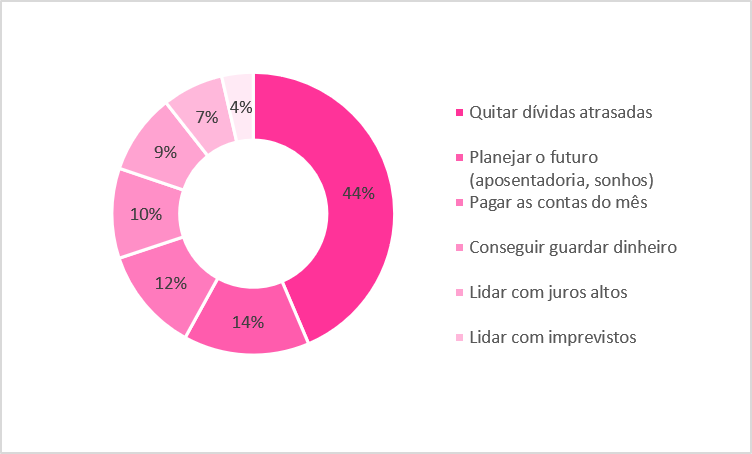 4%
7%
9%
44%
10%
12%
14%
Quitar dívidas atrasadas
Planejar o futuro
(aposentadoria, sonhos)
Pagar as contas do mês
Conseguir guardar dinheiro
Lidar com juros altos
Lidar com imprevistos